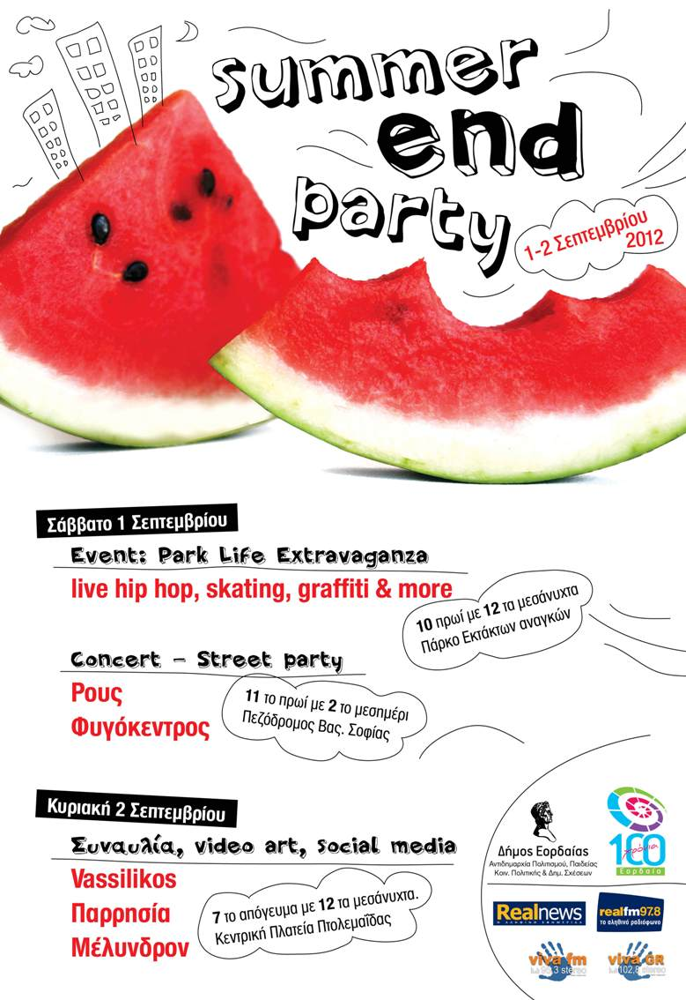 summer
end
party
1-2 Σεπτεμβρίου
2012
Σάββατο 1 Σεπτεμβρίου
Event: Park Life Extravaganza
live hip hop, skating, graffiti & more
10 πρωί με 12 τα μεσάνυχτα
Πάρκο Εκτάκτων αναγκών
Concert – Street party
Ρους
Φυγόκεντρος
11 το πρωί με 2 το μεσημέρι
Πεζόδρομος Βας. Σοφίας
Κυριακή 2 Σεπτεμβρίου
Συναυλία, video art, social media
Vassilikos
Παρρησία
Μέλυνδρον
7 το απόγευμα με 12 τα μεσάνυχτα.
Κεντρική Πλατεία Πτολεμαΐδας
Δήμος Εορδαίας
Αντιδημαρχία Πολιτισμού, Παιδείας
Κοιν. Πολιτικής & Δημ. Σχέσεων
100
χρόνια
Εορδαία
Realnews
Η ΑΛΗΘΙΝΗ ΕΦΗΜΕΡΙΔΑ
realfm97.8
το αληθινό ραδιόφωνο
viva fm
stereo
viva GR
102,8 stereo